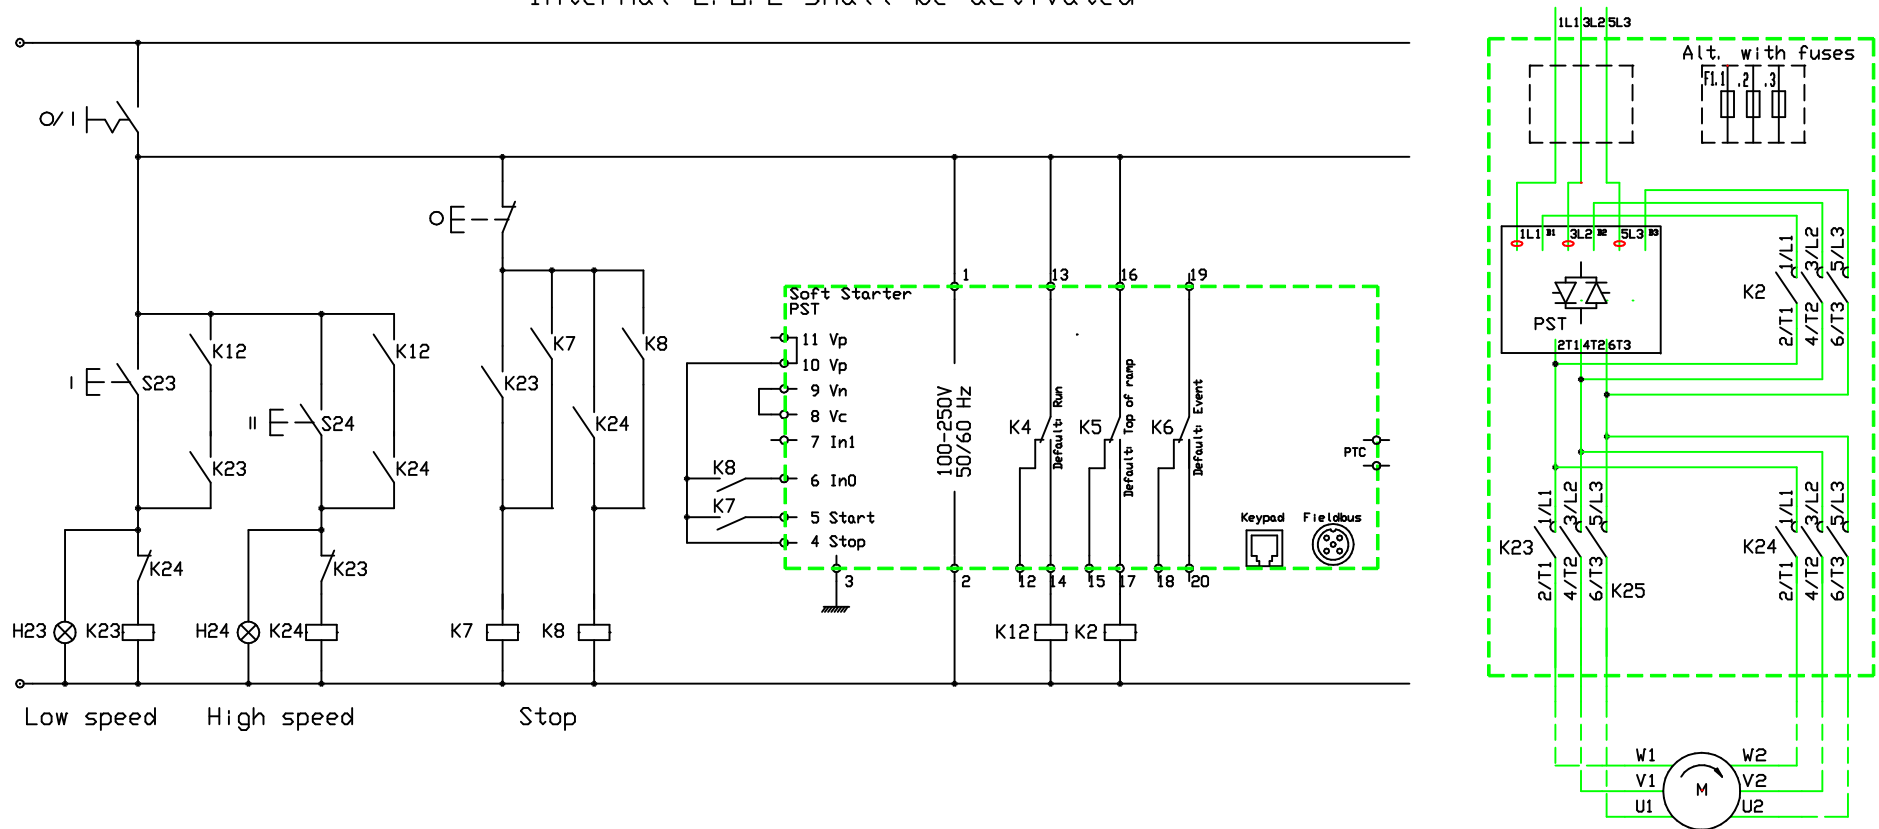 Internal EPOPL shall be activated
O/I
O
K12
K12
I
S23
II
S24
K23
K24
K24
K23
H23
K23
H24
K24
Low speed
High speed
K7
K8
K23
K24
K7
K8
Stop
Soft Starter
PST
11 Vp
10 Vp
9 Vn
8 Vc
7 In1
6 In0
5 Start
4 Stop
K8
K7
3
1
2
100-250V
50/60 Hz
13
16
19
K4
Default: Run
K5
Default: Top of ramp
K6
Default: Event
PTC
Keypad
Fieldbus
12
14
15
17
18
20
K12
K2
1L1 3L2 5L3
Alt. with fuses
F1.1 .2 .3
1L1 B1 3L2 B2 5L3 B3
PST
2T1 4T2 6T3
K2
1/L1
3/L2
5/L3
2/T1
4/T2
6/T3
K23
1/L1
3/L2
5/L3
2/T1
4/T2
6/T3
K25
K24
1/L1
3/L2
5/L3
2/T1
4/T2
6/T3
W1
V1
U1
M
W2
V2
U2